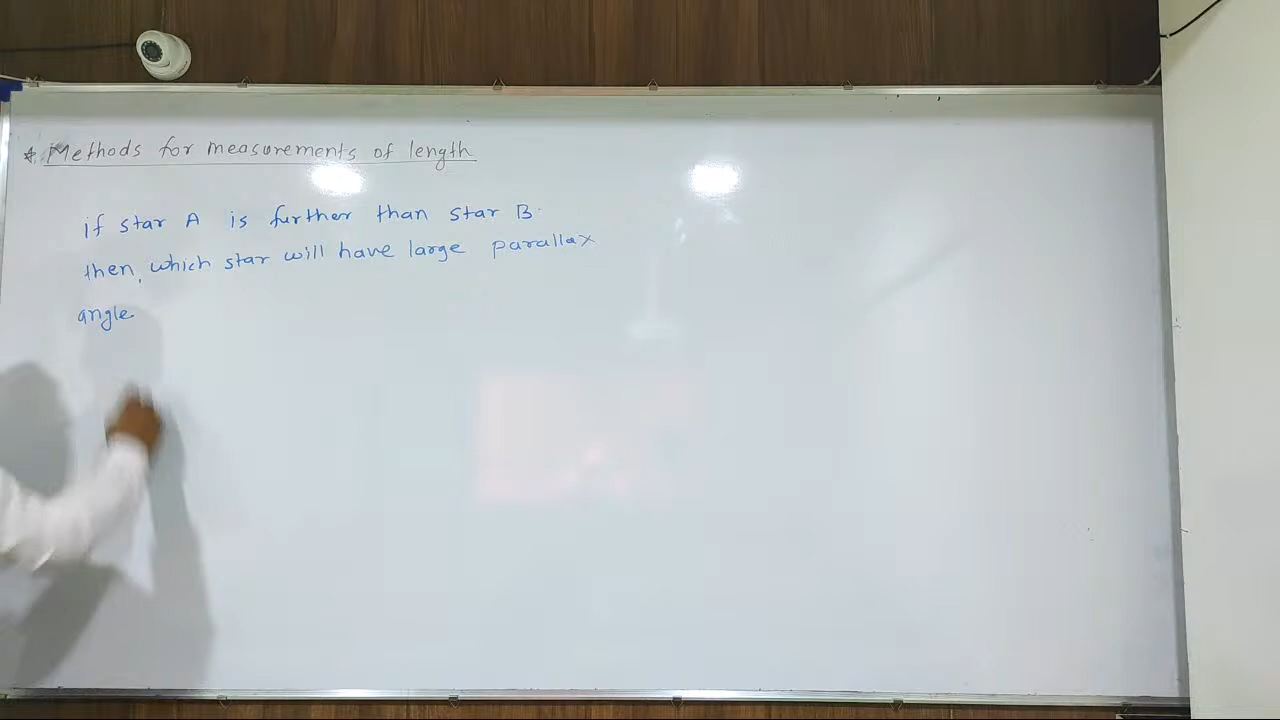 * Methods for measurements of length
if star A is further than star B.
then, which star will have large parallax
angle